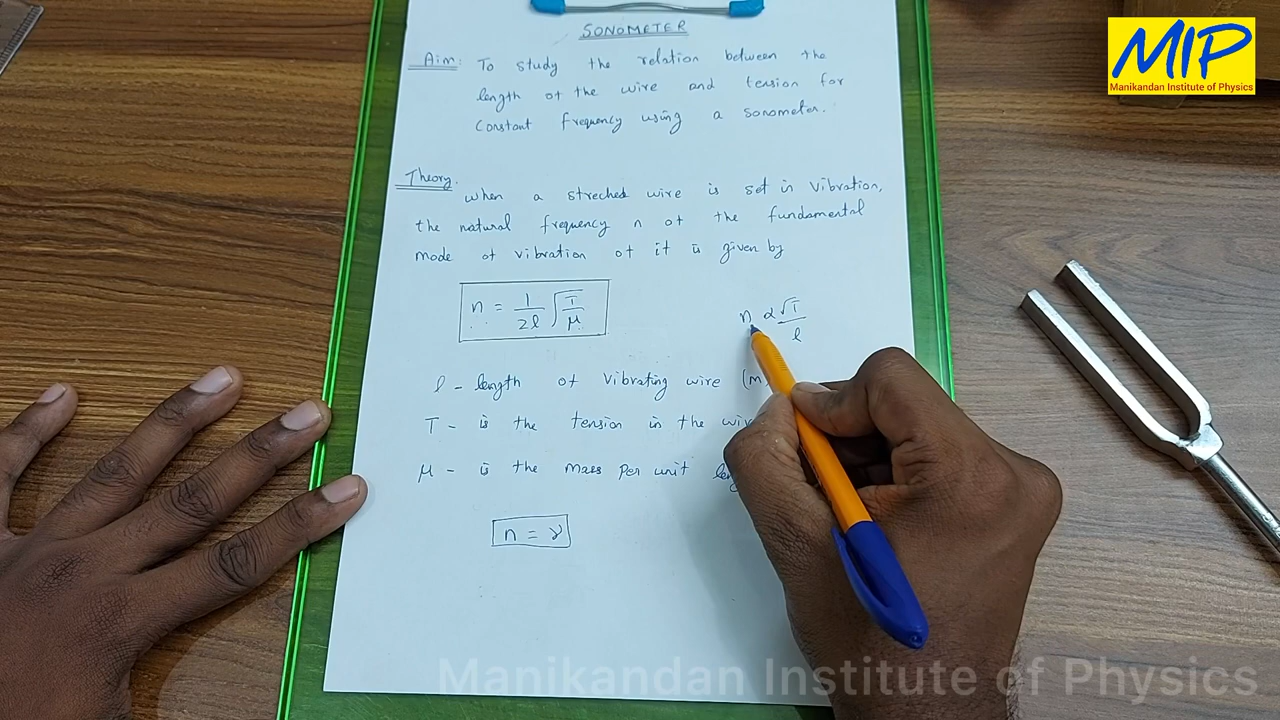 MIP
Manikandan Institute of Physics
SONOMETER
Aim: To study the relation between the
length of the wire and tension for
constant frequency using a sonometer.
Theory.
When a streched wire is set in vibration,
the natural frequency n of the fundamental
mode of vibration of it is given by
n = 1/2l √T/μ
n α √T/l
l - length of vibrating wire (m
T - is the tension in the
μ - is the mass per unit
n = γ
Manikandan Institute of Physics